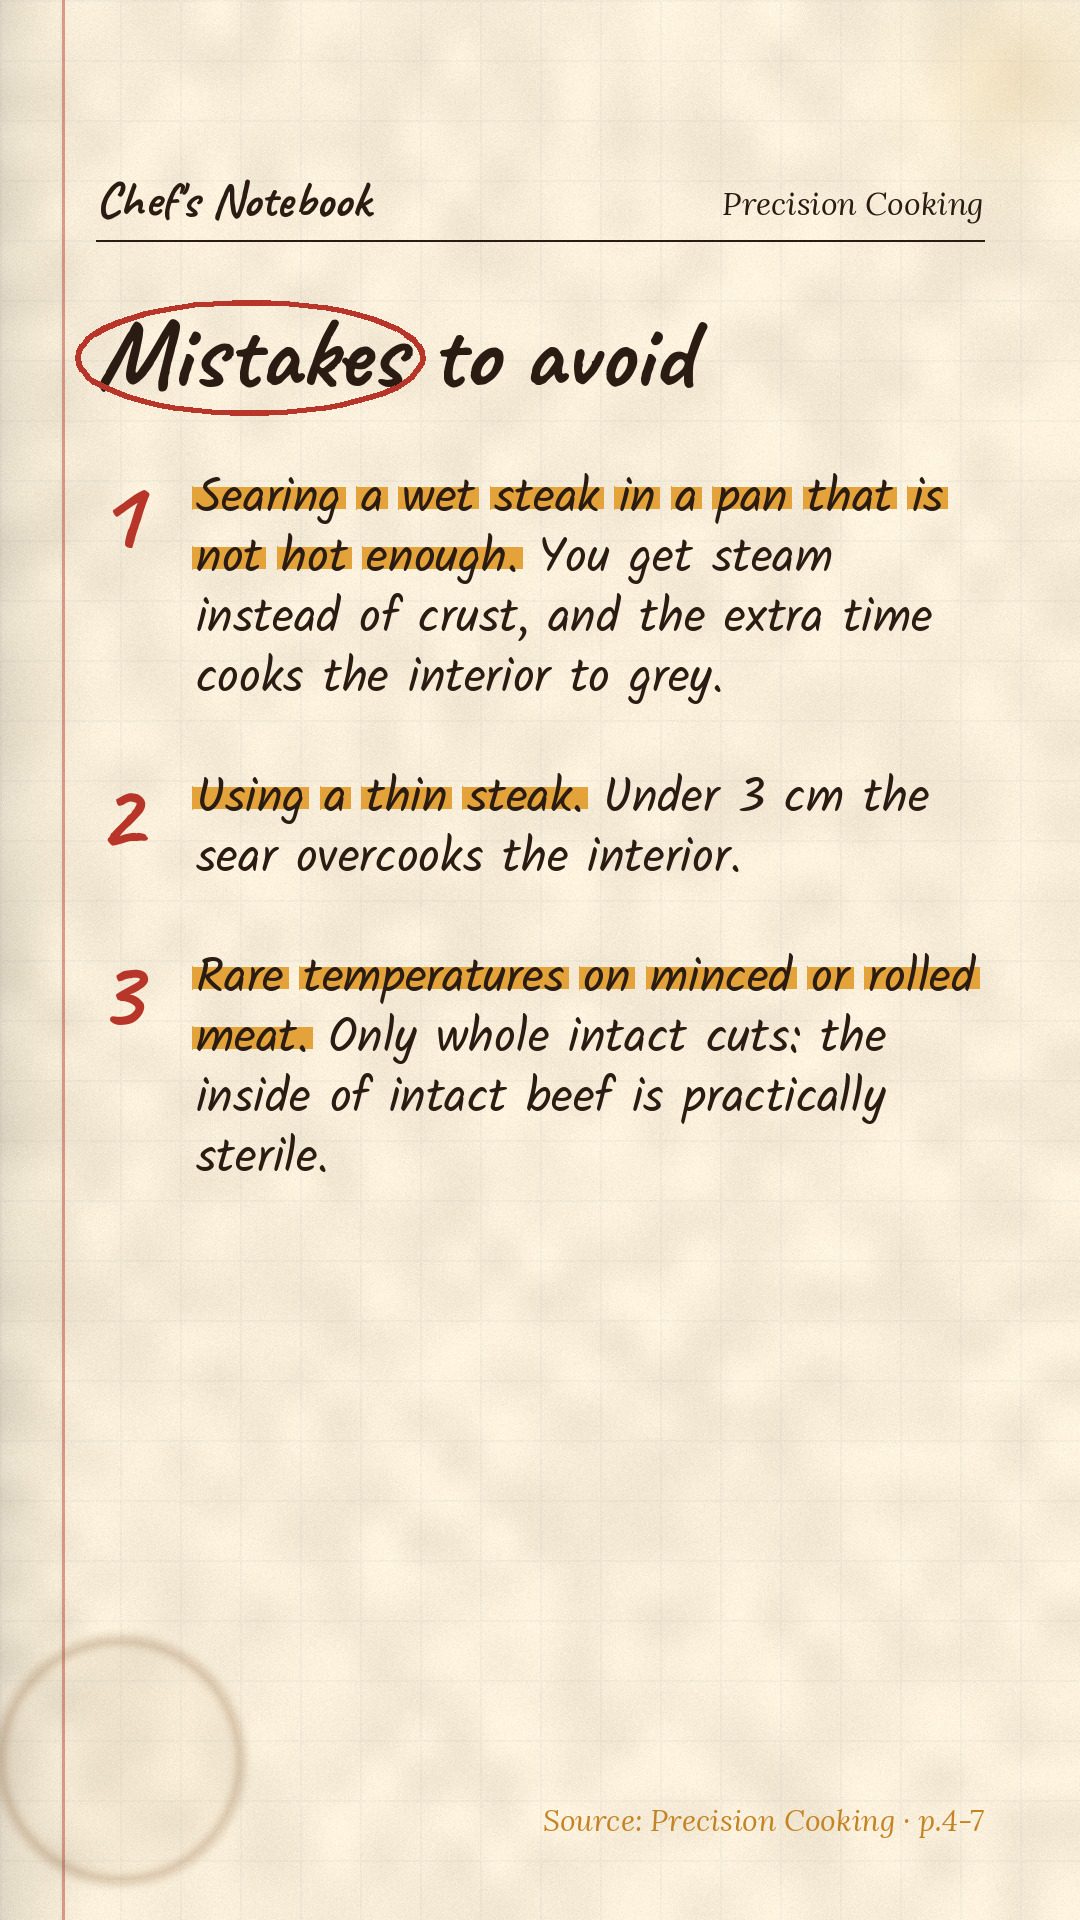 Chef's Notebook
Precision Cooking
Mistakes to avoid
1 Searing a wet steak in a pan that is
not hot enough. You get steam
instead of crust, and the extra time
cooks the interior to grey.
2 Using a thin steak. Under 3 cm the
sear overcooks the interior.
3 Rare temperatures on minced or rolled
meat. Only whole intact cuts: the
inside of intact beef is practically
sterile.
Source: Precision Cooking · p.4–7